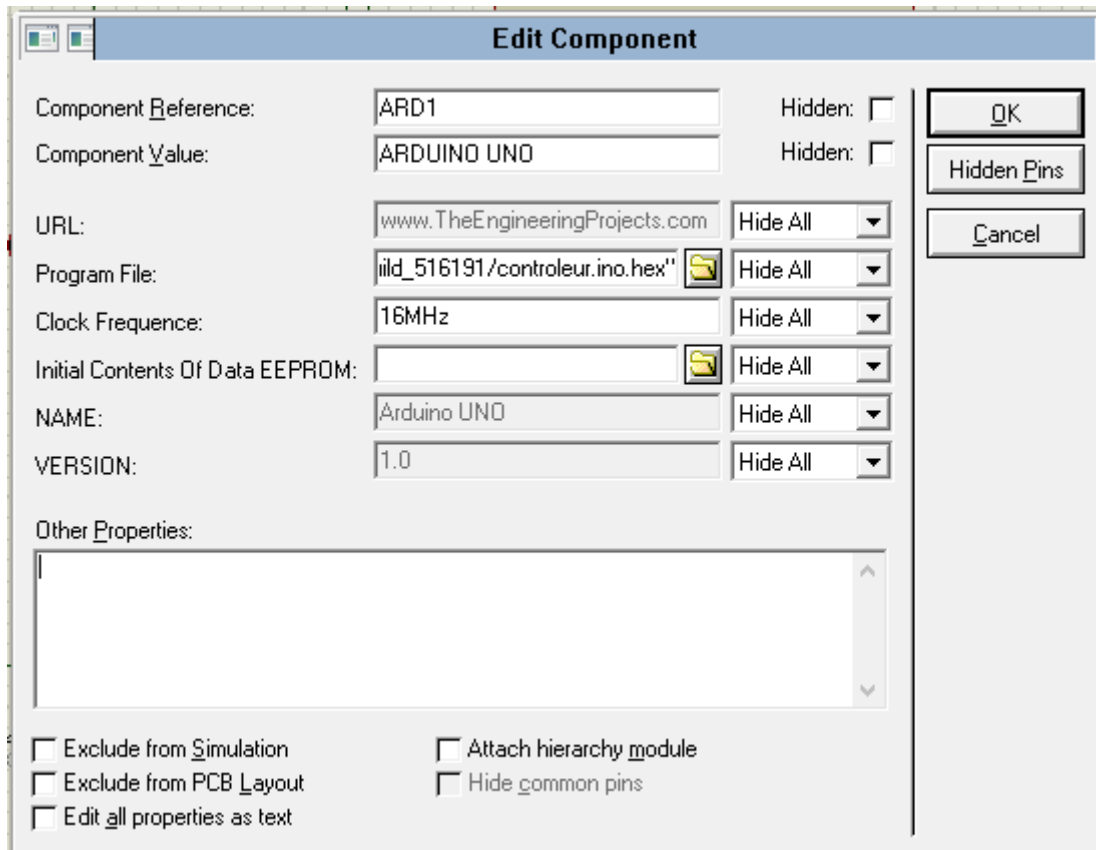 Edit Component
Component Reference: ARD1 Hidden:
Component Value: ARDUINO UNO Hidden:
OK
Hidden Pins
Cancel
URL: www.TheEngineeringProjects.com Hide All
Program File: iild_516191/controleur.ino.hex" Hide All
Clock Frequence: 16MHz Hide All
Initial Contents Of Data EEPROM: Hide All
NAME: Arduino UNO Hide All
VERSION: 1.0 Hide All
Other Properties:
Exclude from Simulation Attach hierarchy module
Exclude from PCB Layout Hide common pins
Edit all properties as text